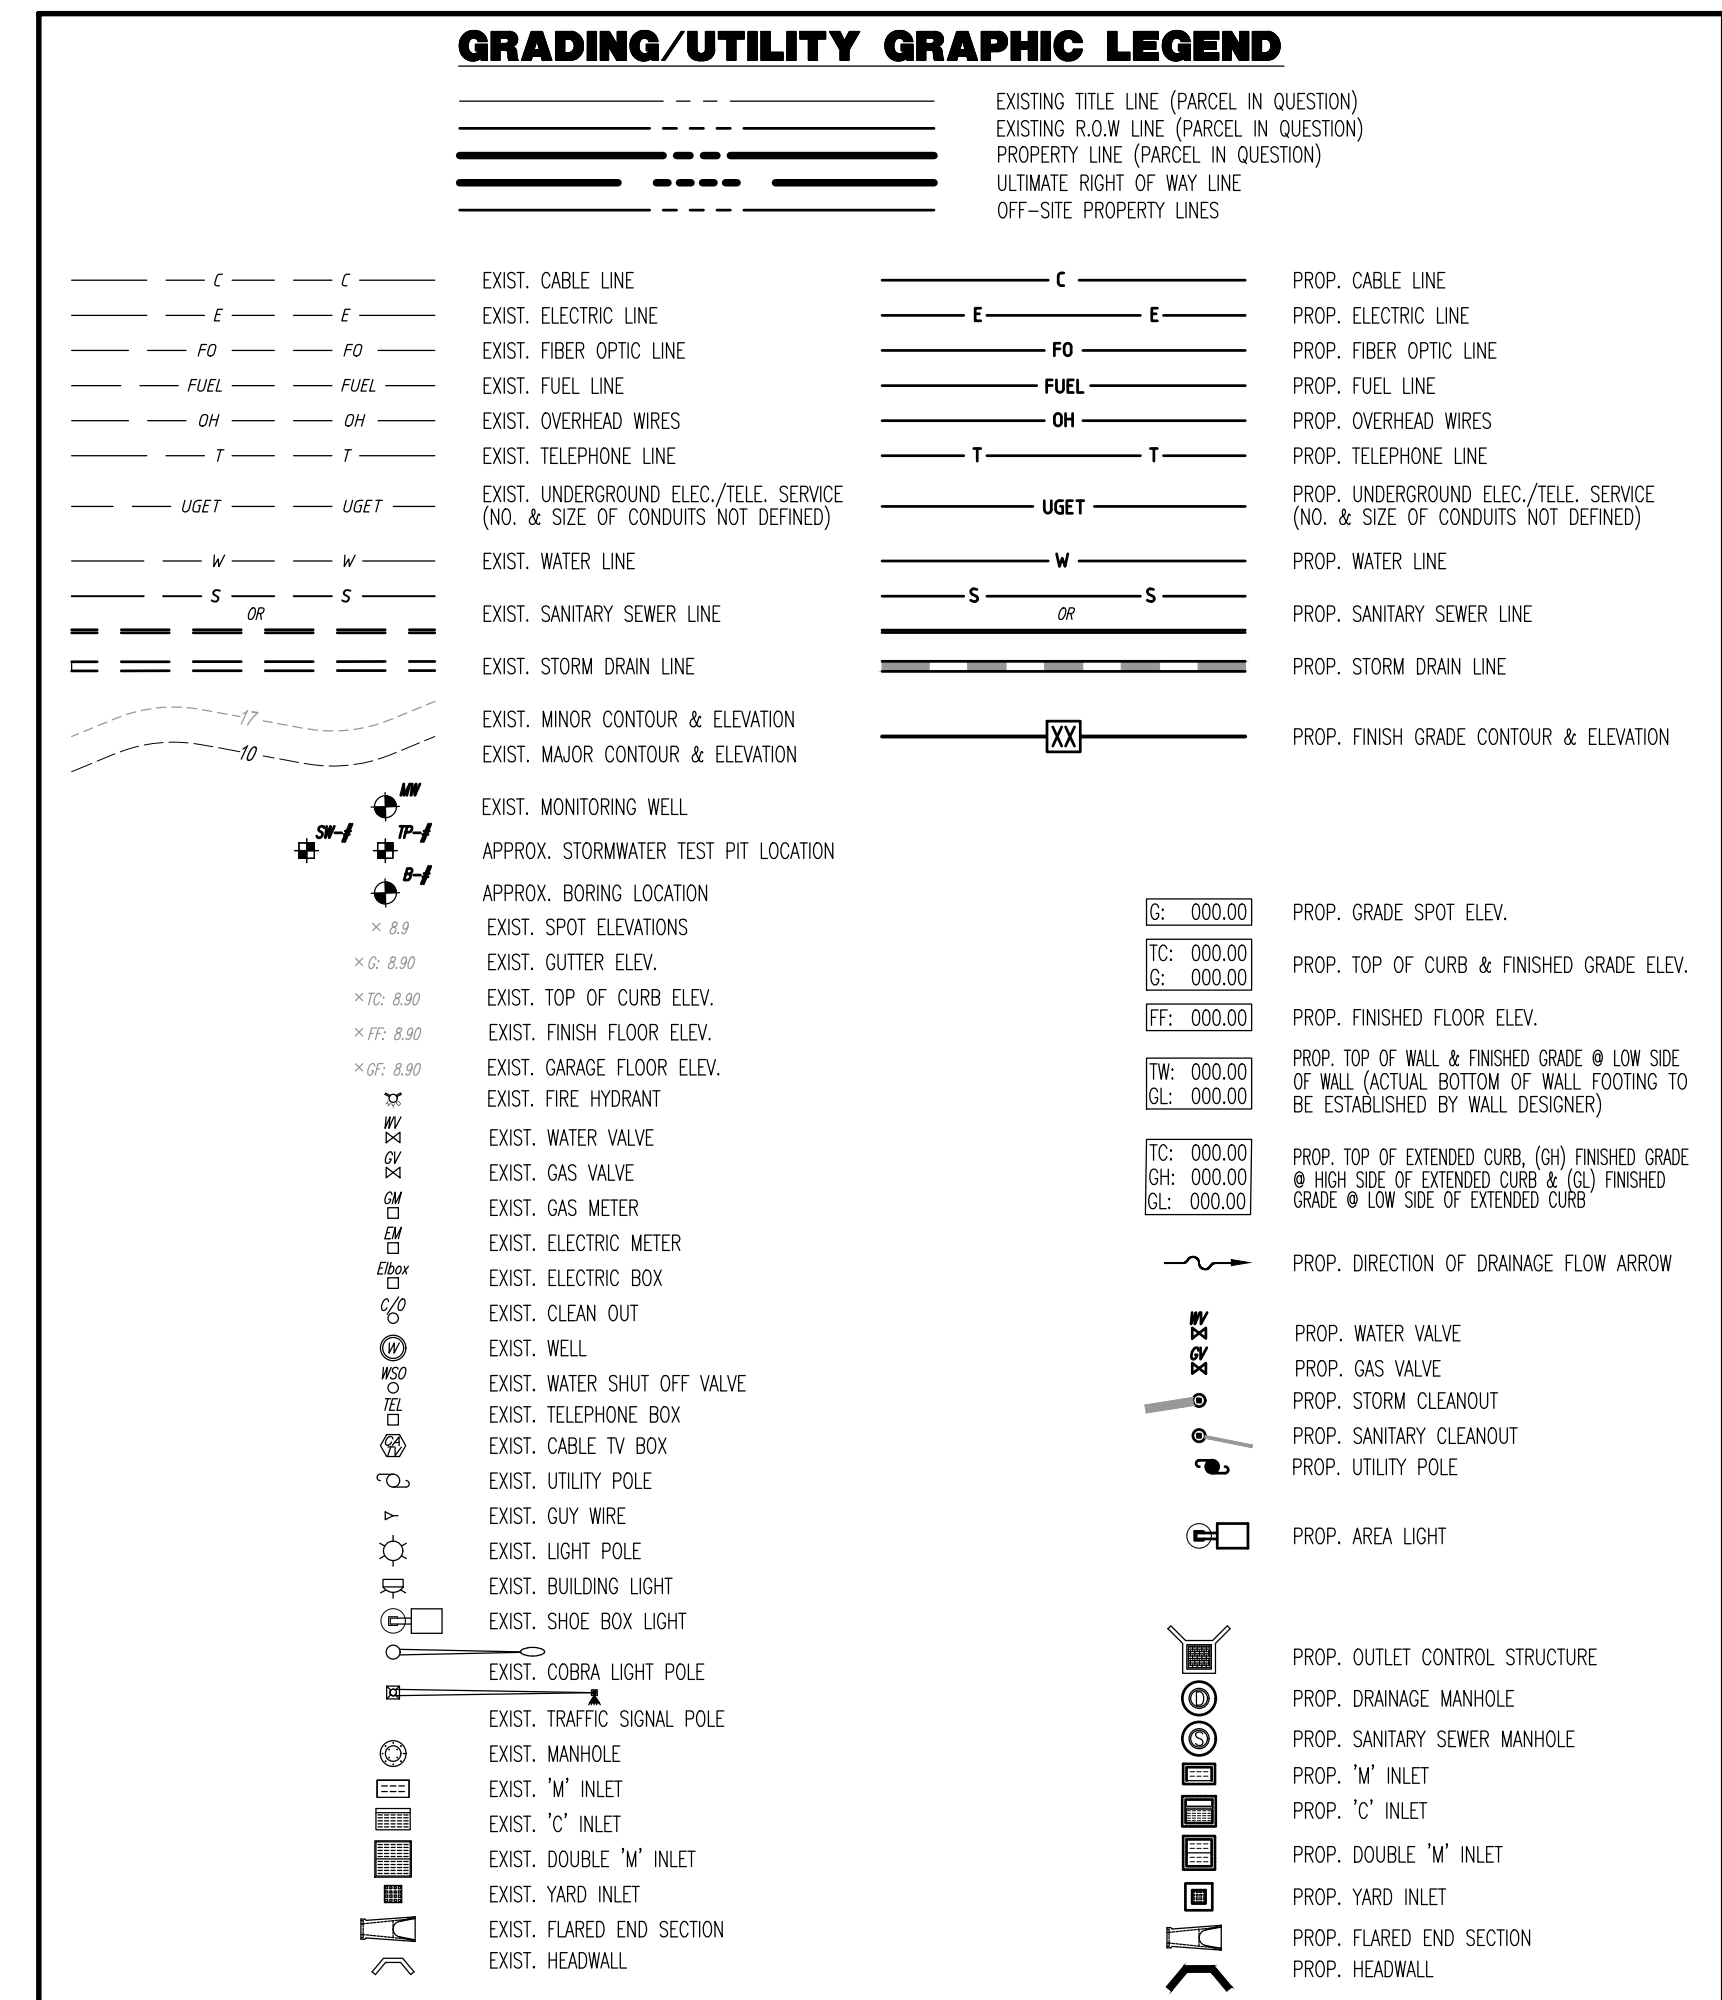 GRADING/UTILITY GRAPHIC LEGEND
EXISTING TITLE LINE (PARCEL IN QUESTION)
EXISTING R.O.W LINE (PARCEL IN QUESTION)
PROPERTY LINE (PARCEL IN QUESTION)
ULTIMATE RIGHT OF WAY LINE
OFF-SITE PROPERTY LINES
C C EXIST. CABLE LINE
E E EXIST. ELECTRIC LINE
FO FO EXIST. FIBER OPTIC LINE
FUEL FUEL EXIST. FUEL LINE
OH OH EXIST. OVERHEAD WIRES
T T EXIST. TELEPHONE LINE
UGET UGET EXIST. UNDERGROUND ELEC./TELE. SERVICE
(NO. & SIZE OF CONDUITS NOT DEFINED)
W W EXIST. WATER LINE
S S
OR EXIST. SANITARY SEWER LINE
EXIST. STORM DRAIN LINE
17 EXIST. MINOR CONTOUR & ELEVATION
10 EXIST. MAJOR CONTOUR & ELEVATION
MW
EXIST. MONITORING WELL
SW-# TP-#
APPROX. STORMWATER TEST PIT LOCATION
B-#
APPROX. BORING LOCATION
× 8.9 EXIST. SPOT ELEVATIONS
× G: 8.90 EXIST. GUTTER ELEV.
× TC: 8.90 EXIST. TOP OF CURB ELEV.
× FF: 8.90 EXIST. FINISH FLOOR ELEV.
× GF: 8.90 EXIST. GARAGE FLOOR ELEV.
EXIST. FIRE HYDRANT
WV
EXIST. WATER VALVE
GV
EXIST. GAS VALVE
GM
EXIST. GAS METER
EM
EXIST. ELECTRIC METER
Elbox
EXIST. ELECTRIC BOX
C/O
EXIST. CLEAN OUT
W EXIST. WELL
WSO
EXIST. WATER SHUT OFF VALVE
TEL
EXIST. TELEPHONE BOX
CATV EXIST. CABLE TV BOX
EXIST. UTILITY POLE
EXIST. GUY WIRE
EXIST. LIGHT POLE
EXIST. BUILDING LIGHT
EXIST. SHOE BOX LIGHT
EXIST. COBRA LIGHT POLE
EXIST. TRAFFIC SIGNAL POLE
EXIST. MANHOLE
EXIST. 'M' INLET
EXIST. 'C' INLET
EXIST. DOUBLE 'M' INLET
EXIST. YARD INLET
EXIST. FLARED END SECTION
EXIST. HEADWALL
C PROP. CABLE LINE
E E PROP. ELECTRIC LINE
FO PROP. FIBER OPTIC LINE
FUEL PROP. FUEL LINE
OH PROP. OVERHEAD WIRES
T T PROP. TELEPHONE LINE
UGET PROP. UNDERGROUND ELEC./TELE. SERVICE
(NO. & SIZE OF CONDUITS NOT DEFINED)
W PROP. WATER LINE
S S
OR PROP. SANITARY SEWER LINE
PROP. STORM DRAIN LINE
XX PROP. FINISH GRADE CONTOUR & ELEVATION
G: 000.00 PROP. GRADE SPOT ELEV.
TC: 000.00
G: 000.00
PROP. TOP OF CURB & FINISHED GRADE ELEV.
FF: 000.00 PROP. FINISHED FLOOR ELEV.
TW: 000.00
GL: 000.00
PROP. TOP OF WALL & FINISHED GRADE @ LOW SIDE
OF WALL (ACTUAL BOTTOM OF WALL FOOTING TO
BE ESTABLISHED BY WALL DESIGNER)
TC: 000.00
GH: 000.00
GL: 000.00
PROP. TOP OF EXTENDED CURB, (GH) FINISHED GRADE
@ HIGH SIDE OF EXTENDED CURB & (GL) FINISHED
GRADE @ LOW SIDE OF EXTENDED CURB
PROP. DIRECTION OF DRAINAGE FLOW ARROW
WV
PROP. WATER VALVE
GV
PROP. GAS VALVE
PROP. STORM CLEANOUT
PROP. SANITARY CLEANOUT
PROP. UTILITY POLE
PROP. AREA LIGHT
PROP. OUTLET CONTROL STRUCTURE
D PROP. DRAINAGE MANHOLE
S PROP. SANITARY SEWER MANHOLE
PROP. 'M' INLET
PROP. 'C' INLET
PROP. DOUBLE 'M' INLET
PROP. YARD INLET
PROP. FLARED END SECTION
PROP. HEADWALL